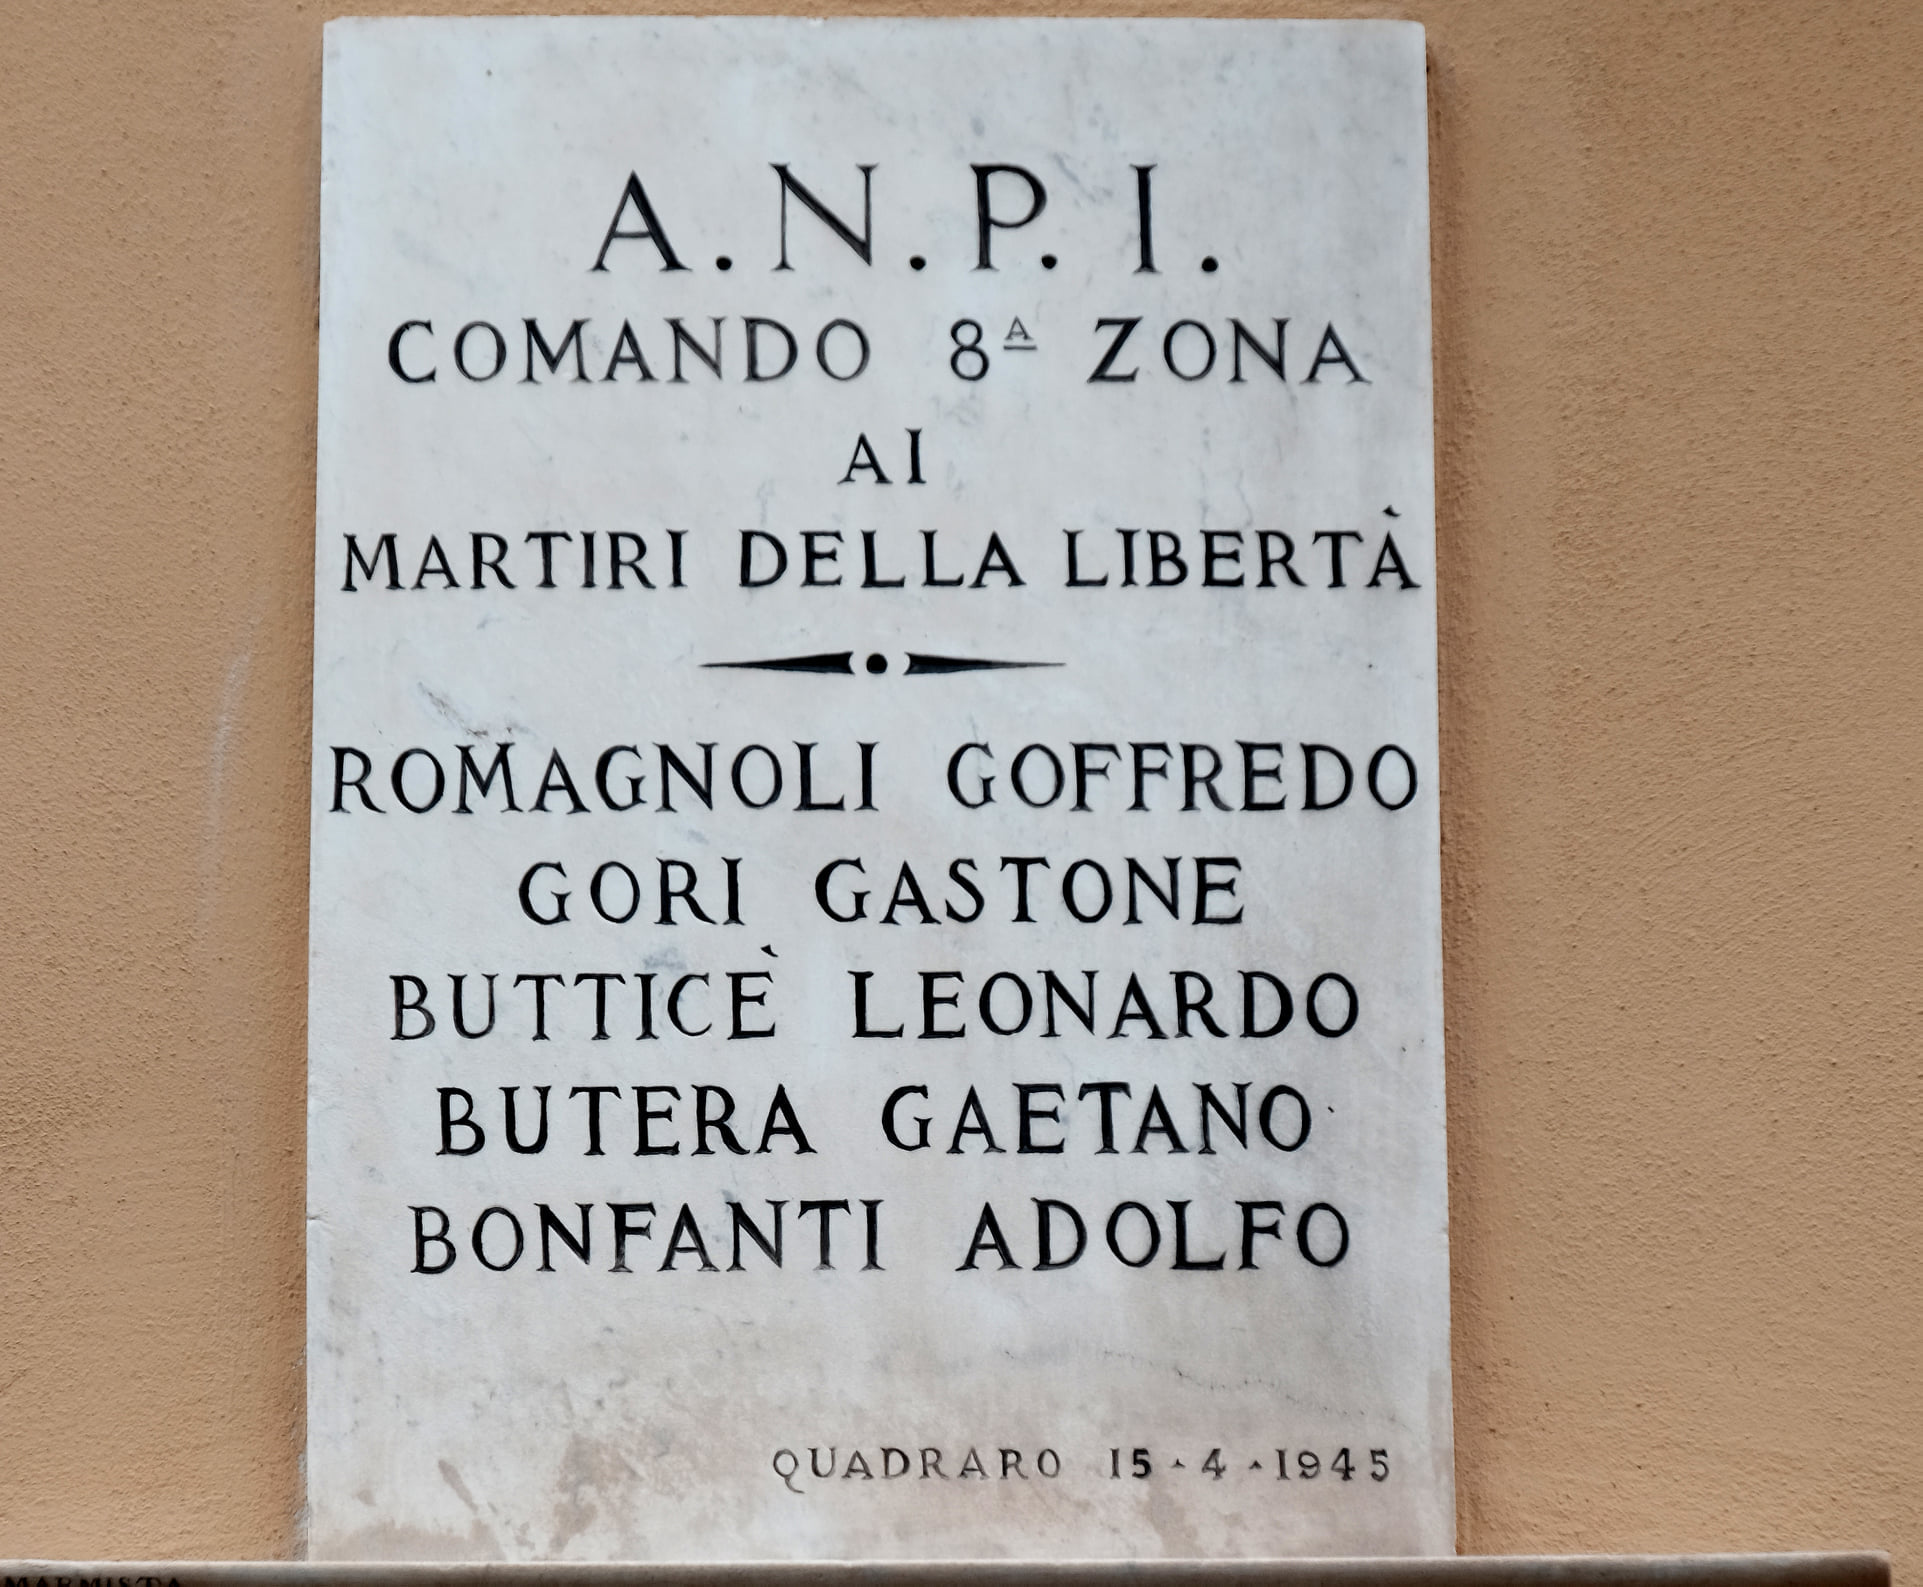 A.N.P.I.
COMANDO 8ᴬ ZONA
AI
MARTIRI DELLA LIBERTÀ
ROMAGNOLI GOFFREDO
GORI GASTONE
BUTTICÈ LEONARDO
BUTERA GAETANO
BONFANTI ADOLFO
QUADRARO 15-4-1945
MARMISTA